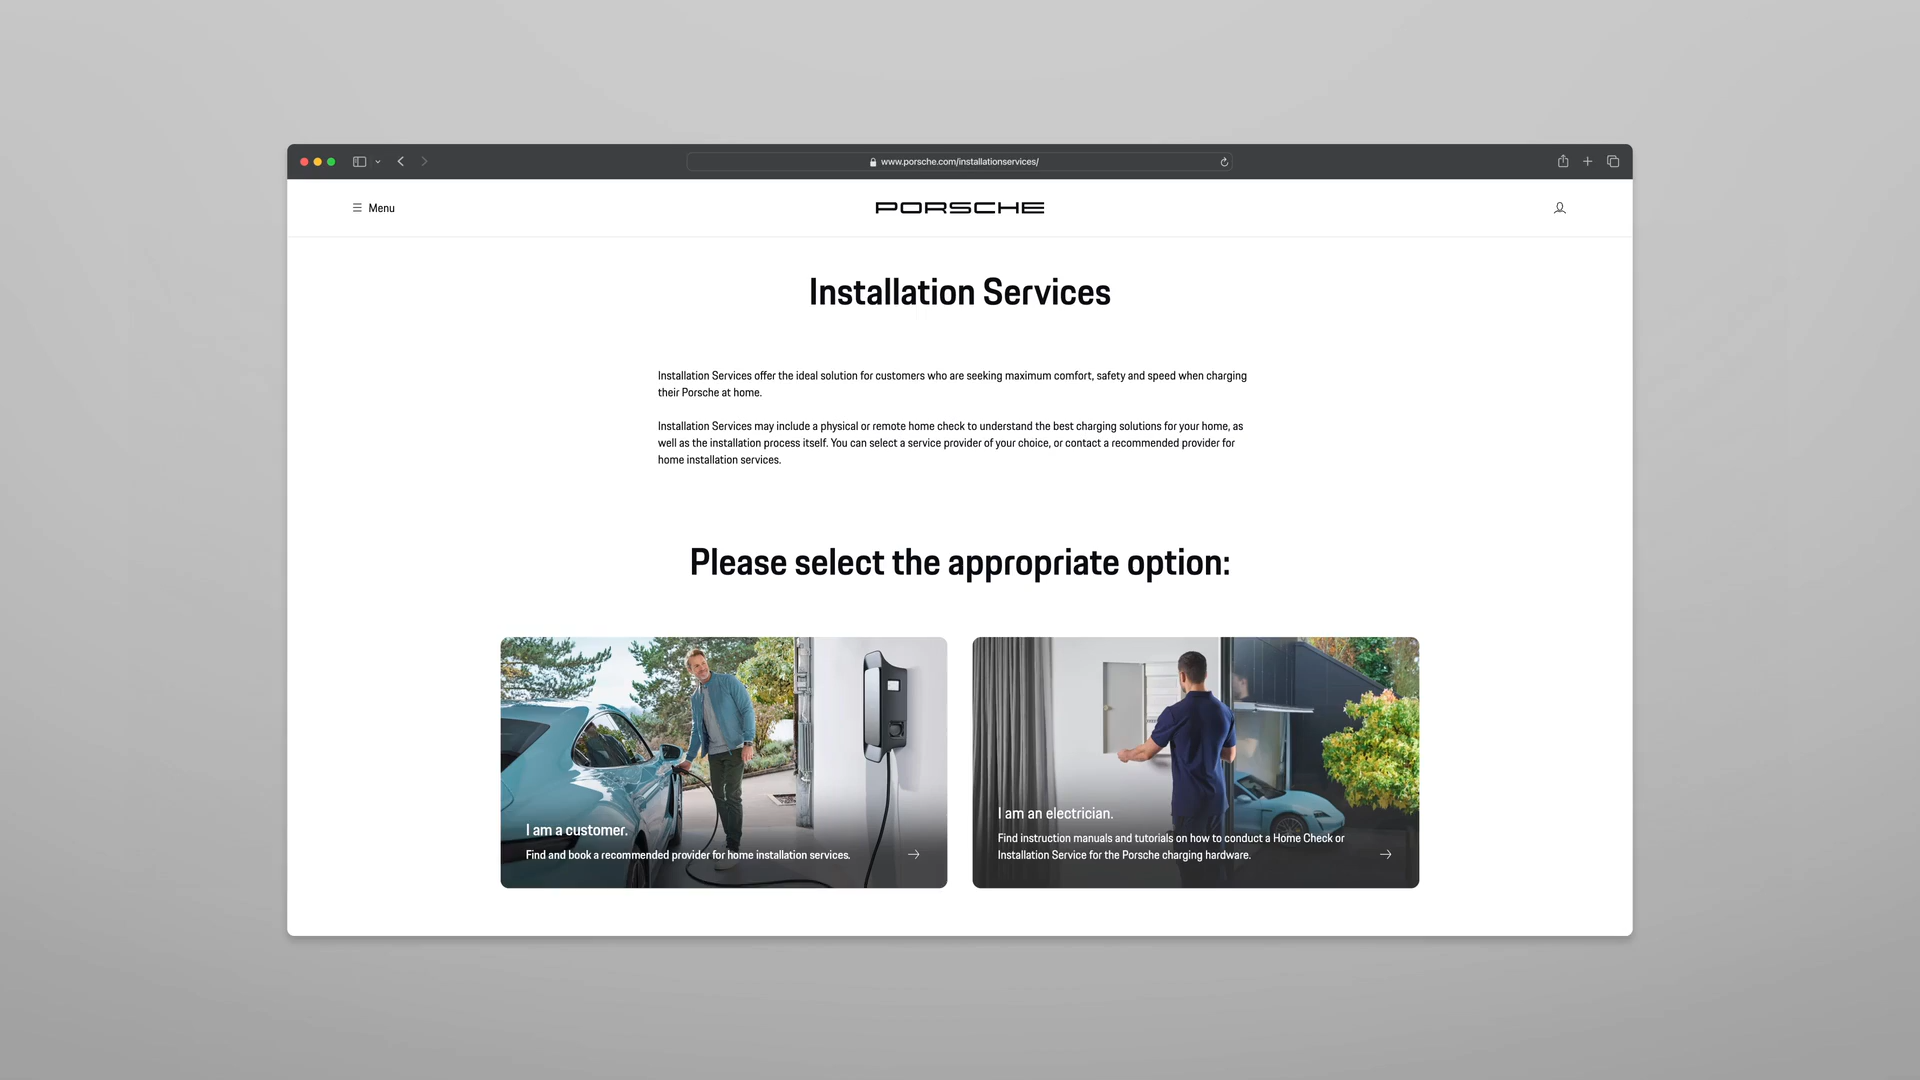 www.porsche.com/installationservices/
Menu
PORSCHE
Installation Services
Installation Services offer the ideal solution for customers who are seeking maximum comfort, safety and speed when charging
their Porsche at home.
Installation Services may include a physical or remote home check to understand the best charging solutions for your home, as
well as the installation process itself. You can select a service provider of your choice, or contact a recommended provider for
home installation services.
Please select the appropriate option:
I am a customer.
Find and book a recommended provider for home installation services.
I am an electrician.
Find instruction manuals and tutorials on how to conduct a Home Check or
Installation Service for the Porsche charging hardware.